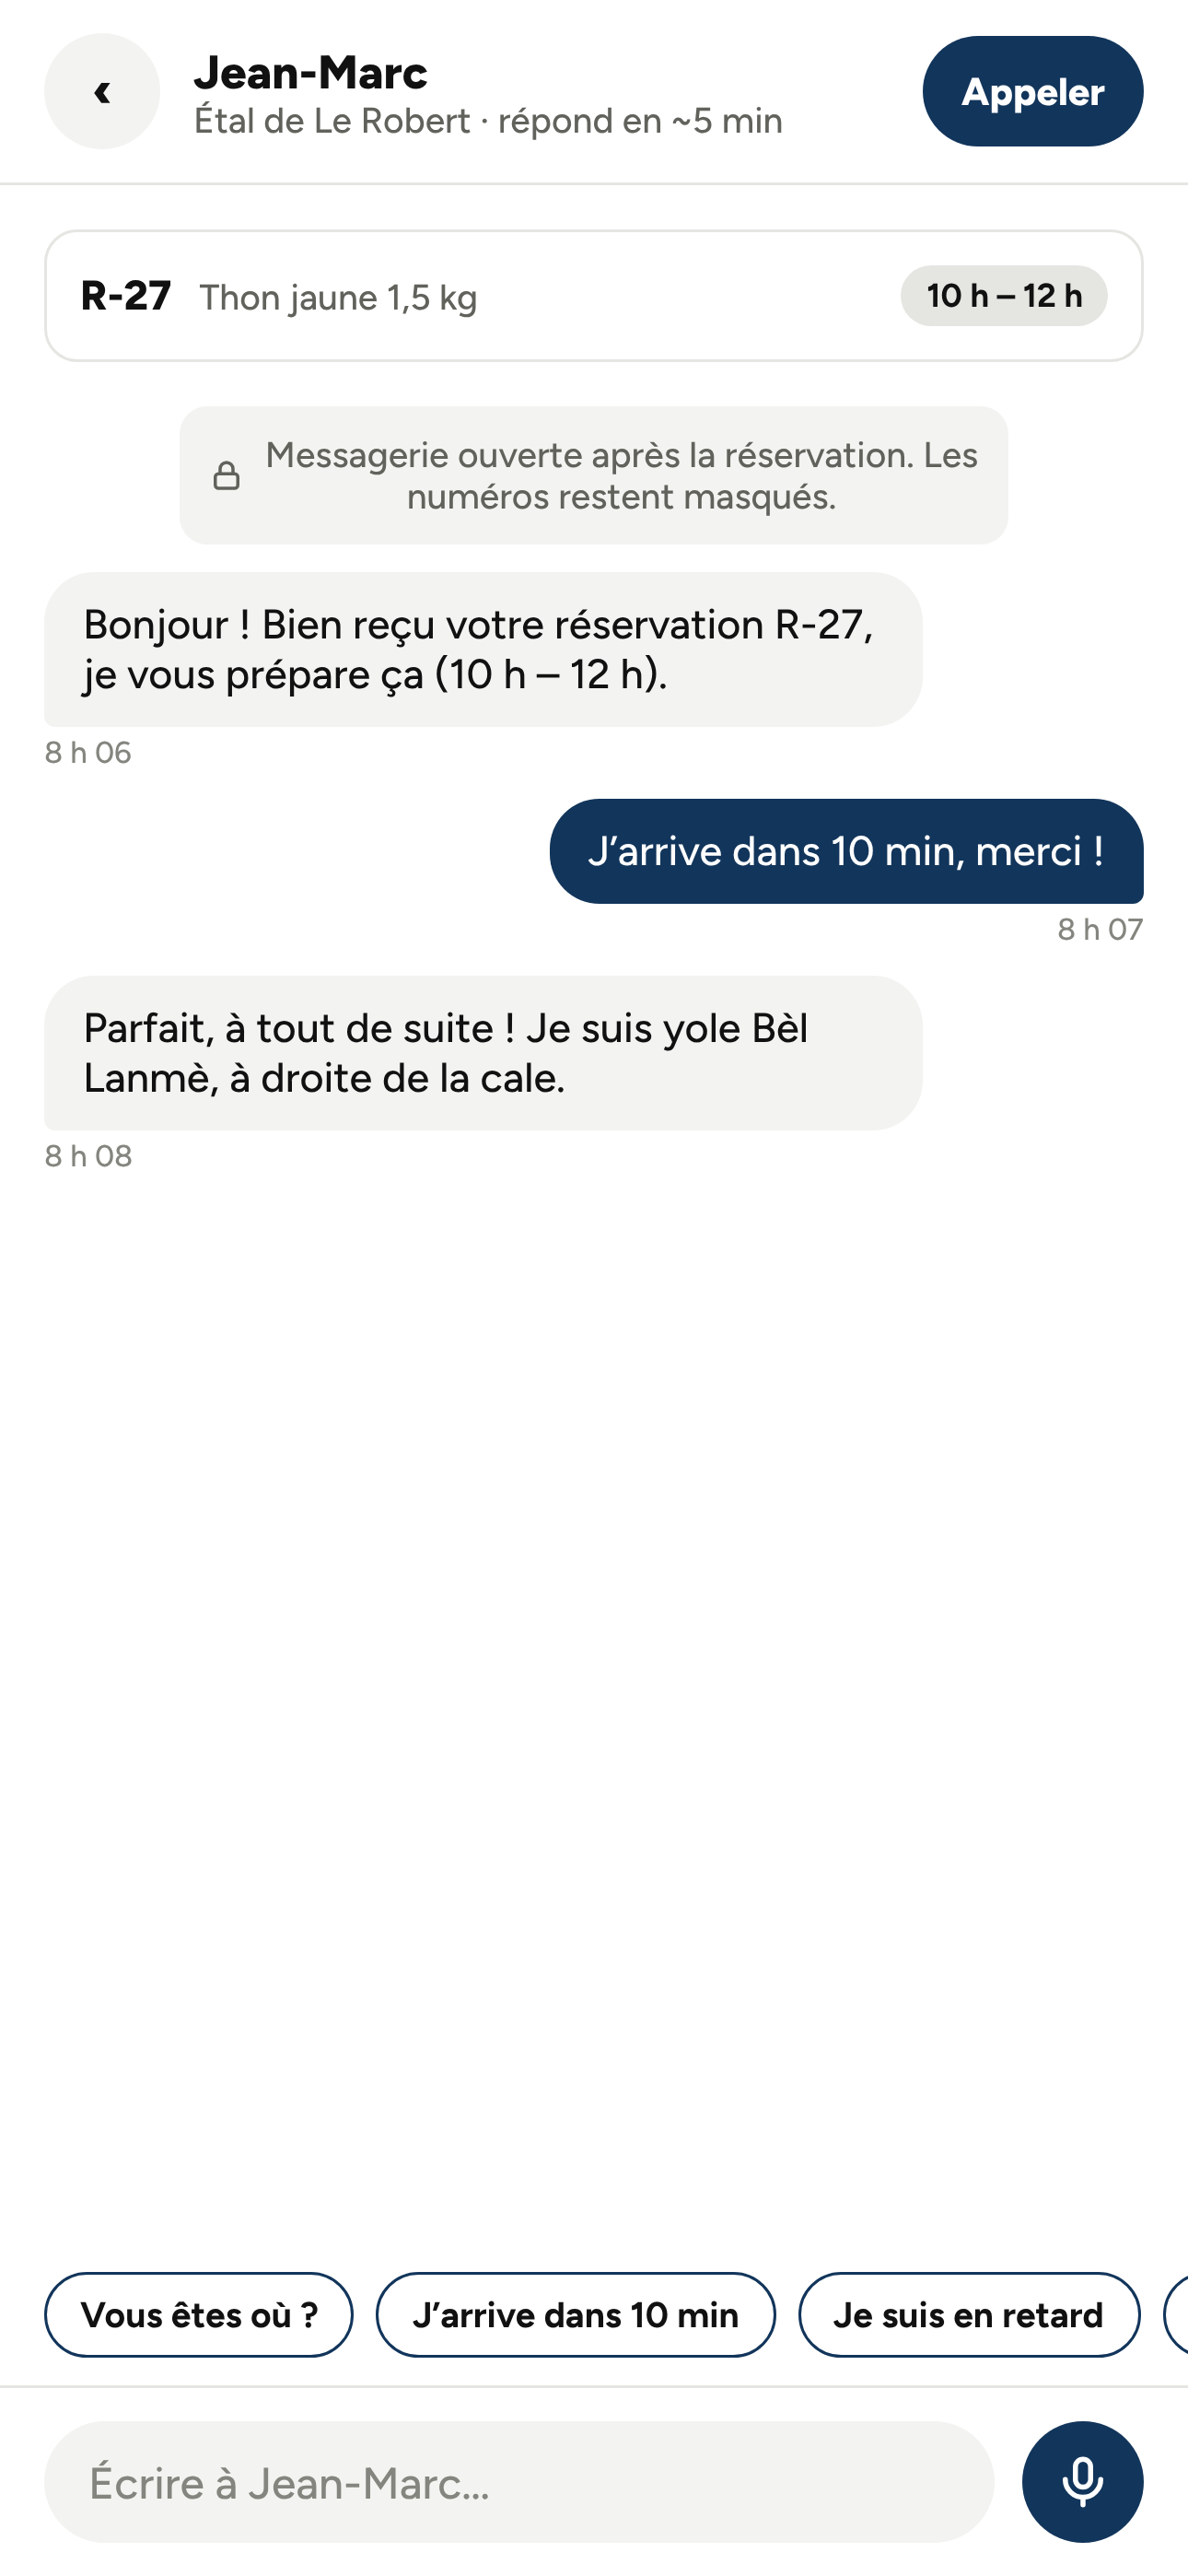 Jean-Marc
Étal de Le Robert · répond en ~5 min
Appeler
R-27 Thon jaune 1,5 kg 10 h – 12 h
Messagerie ouverte après la réservation. Les
numéros restent masqués.
Bonjour ! Bien reçu votre réservation R-27,
je vous prépare ça (10 h – 12 h).
8 h 06
J’arrive dans 10 min, merci !
8 h 07
Parfait, à tout de suite ! Je suis yole Bèl
Lanmè, à droite de la cale.
8 h 08
Vous êtes où ? J’arrive dans 10 min Je suis en retard
Écrire à Jean-Marc…